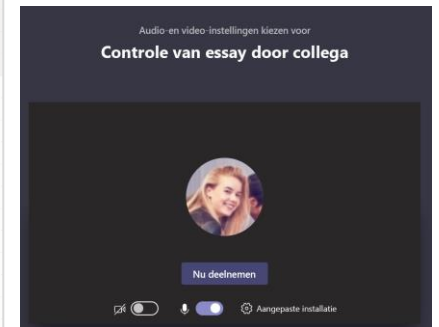 Audio-en video-instellingen kiezen voor
Controle van essay door collega
Nu deelnemen
Aangepaste installatie